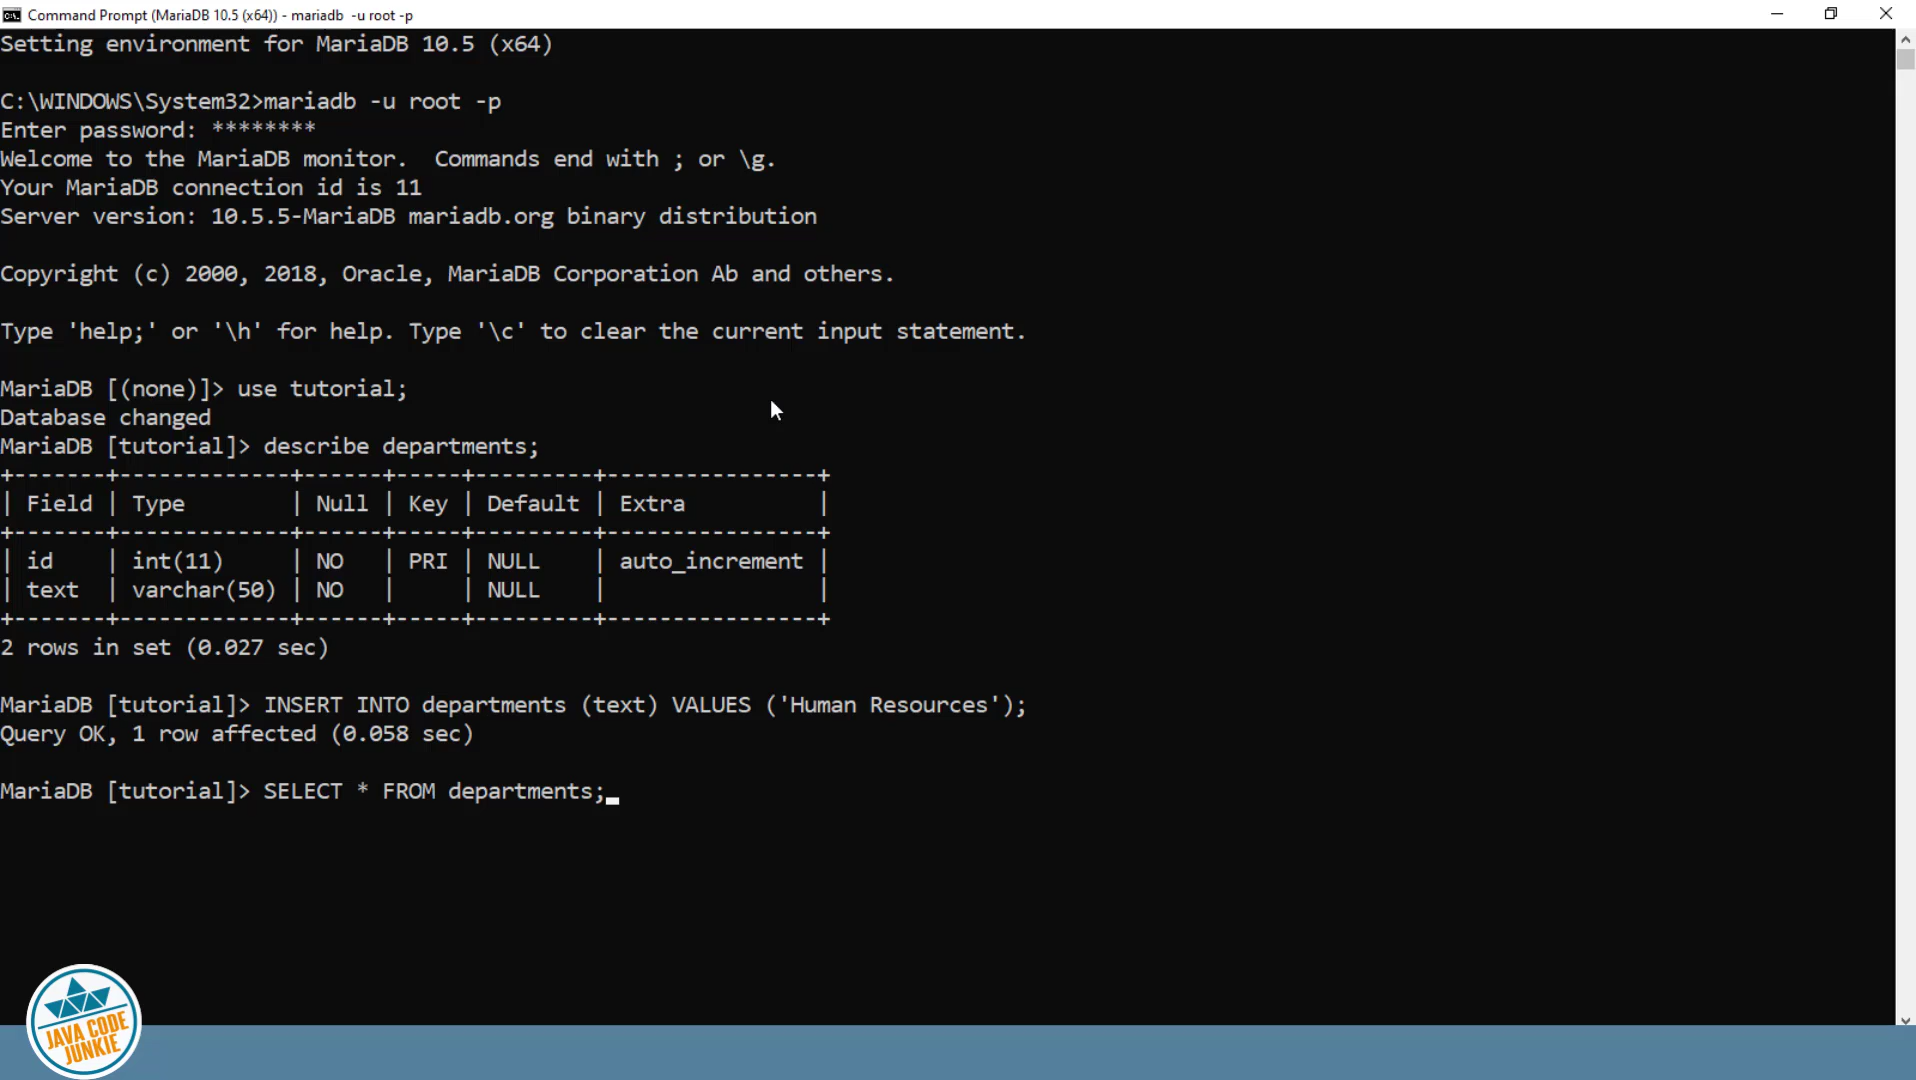 Command Prompt (MariaDB 10.5 (x64)) - mariadb  -u root -p
Setting environment for MariaDB 10.5 (x64)
C:\WINDOWS\System32>mariadb -u root -p
Enter password: ********
Welcome to the MariaDB monitor.  Commands end with ; or \g.
Your MariaDB connection id is 11
Server version: 10.5.5-MariaDB mariadb.org binary distribution
Copyright (c) 2000, 2018, Oracle, MariaDB Corporation Ab and others.
Type 'help;' or '\h' for help. Type '\c' to clear the current input statement.
MariaDB [(none)]> use tutorial;
Database changed
MariaDB [tutorial]> describe departments;
+-------+-------------+------+-----+---------+----------------+
| Field | Type        | Null | Key | Default | Extra          |
+-------+-------------+------+-----+---------+----------------+
| id    | int(11)     | NO   | PRI | NULL    | auto_increment |
| text  | varchar(50) | NO   |     | NULL    |                |
+-------+-------------+------+-----+---------+----------------+
2 rows in set (0.027 sec)
MariaDB [tutorial]> INSERT INTO departments (text) VALUES ('Human Resources');
Query OK, 1 row affected (0.058 sec)
MariaDB [tutorial]> SELECT * FROM departments;
JAVA CODE
JUNKIE